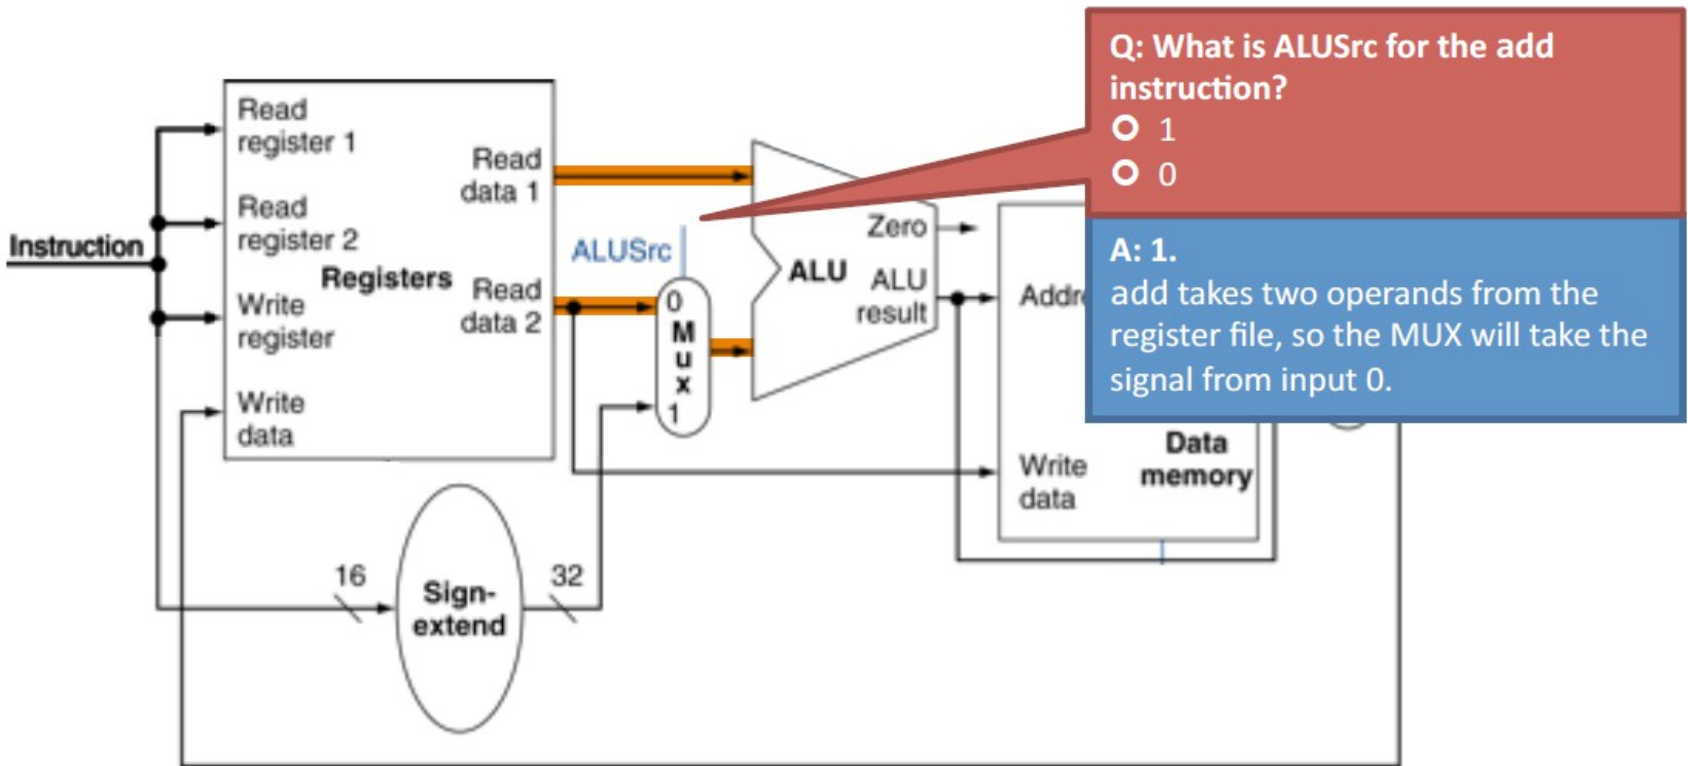 Q: What is ALUSrc for the add
instruction?
1
0
A: 1.
add takes two operands from the
register file, so the MUX will take the
signal from input 0.
Instruction
Read
register 1
Read
register 2
Registers
Write
register
Write
data
Read
data 1
Read
data 2
ALUSrc
0
M
u
x
1
ALU
Zero
ALU
result
Addre
Write
data
Data
memory
16
Sign-
extend
32